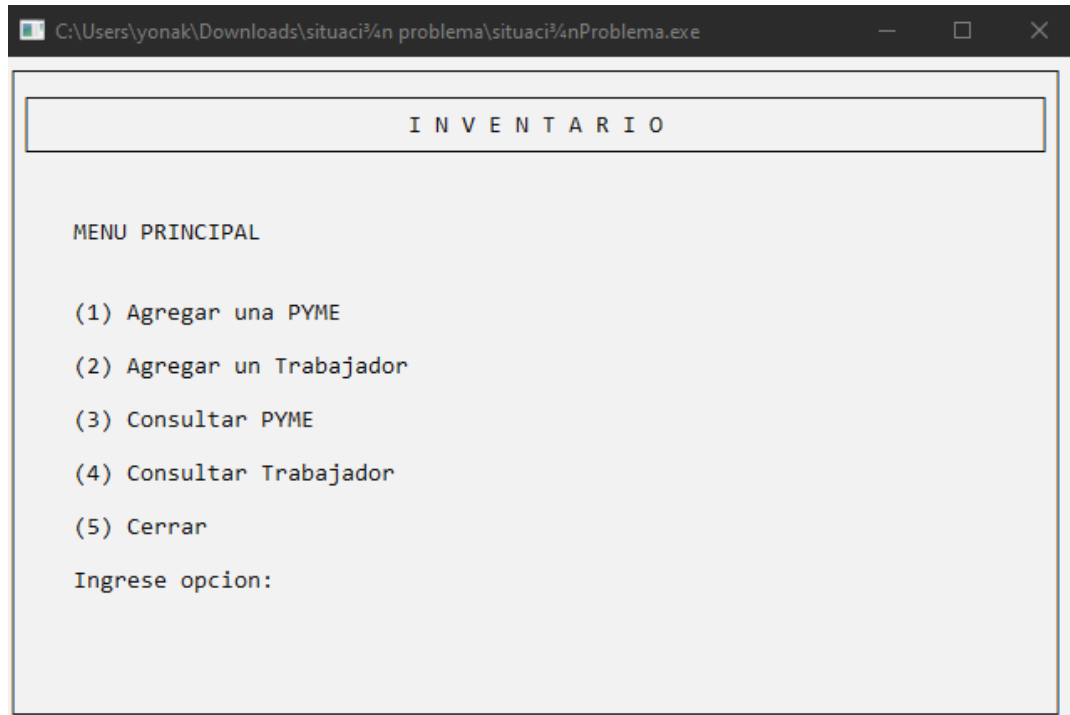 C:\Users\yonak\Downloads\situaci¾n problema\situaci¾nProblema.exe
I N V E N T A R I O
MENU PRINCIPAL
(1) Agregar una PYME
(2) Agregar un Trabajador
(3) Consultar PYME
(4) Consultar Trabajador
(5) Cerrar
Ingrese opcion: